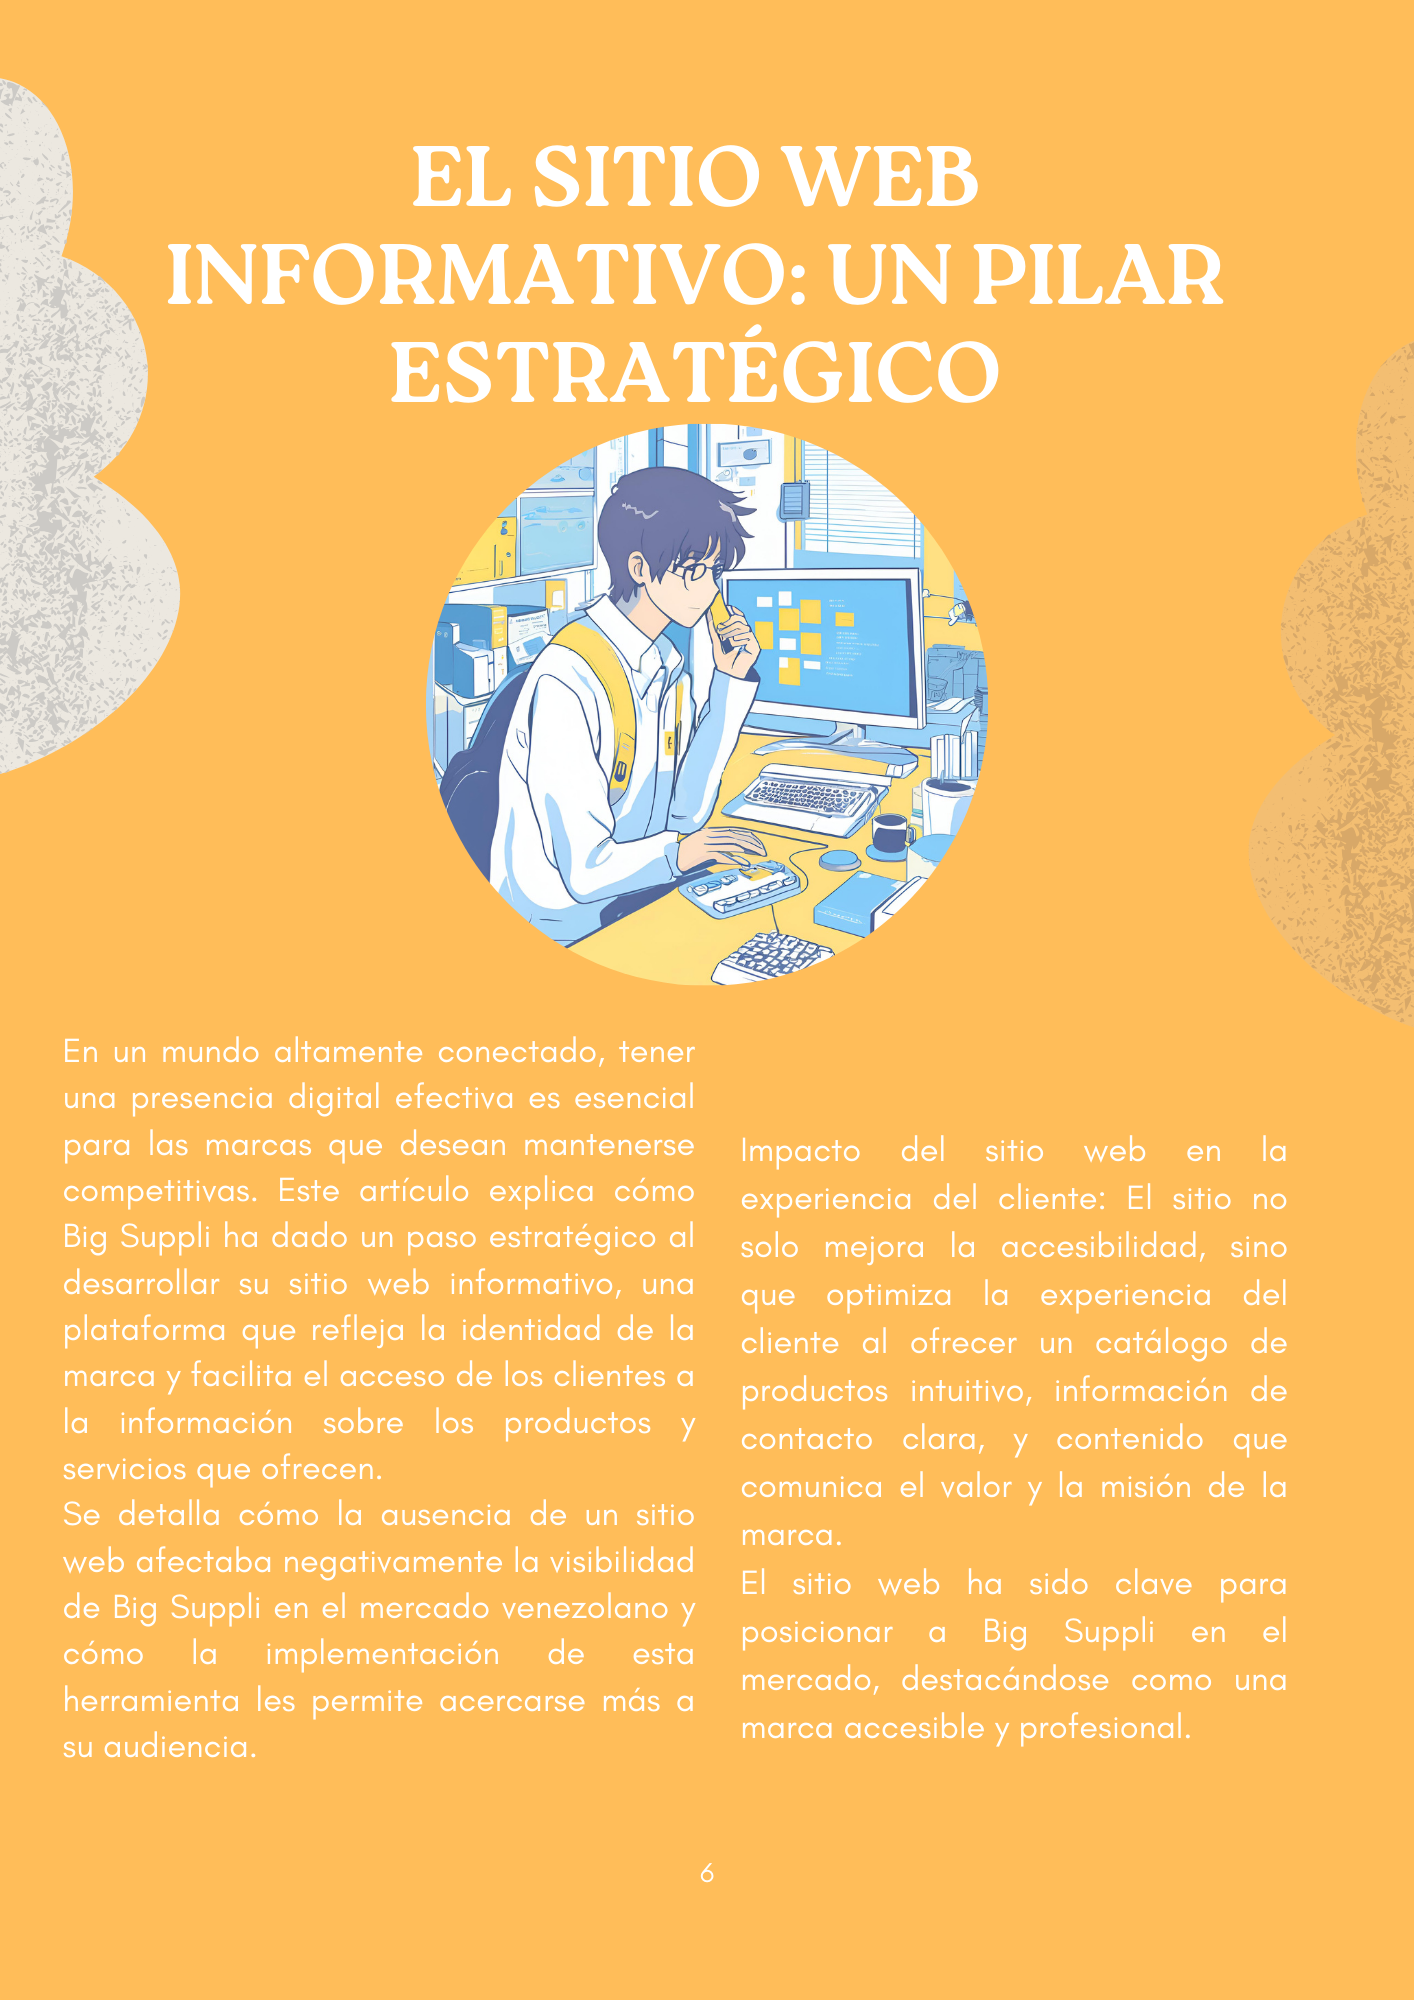 EL SITIO WEB
INFORMATIVO: UN PILAR
ESTRATÉGICO
En un mundo altamente conectado, tener
una presencia digital efectiva es esencial
para las marcas que desean mantenerse
competitivas. Este artículo explica cómo
Big Suppli ha dado un paso estratégico al
desarrollar su sitio web informativo, una
plataforma que refleja la identidad de la
marca y facilita el acceso de los clientes a
la información sobre los productos y
servicios que ofrecen.
Se detalla cómo la ausencia de un sitio
web afectaba negativamente la visibilidad
de Big Suppli en el mercado venezolano y
cómo la implementación de esta
herramienta les permite acercarse más a
su audiencia.
Impacto del sitio web en la
experiencia del cliente: El sitio no
solo mejora la accesibilidad, sino
que optimiza la experiencia del
cliente al ofrecer un catálogo de
productos intuitivo, información de
contacto clara, y contenido que
comunica el valor y la misión de la
marca.
El sitio web ha sido clave para
posicionar a Big Suppli en el
mercado, destacándose como una
marca accesible y profesional.
6